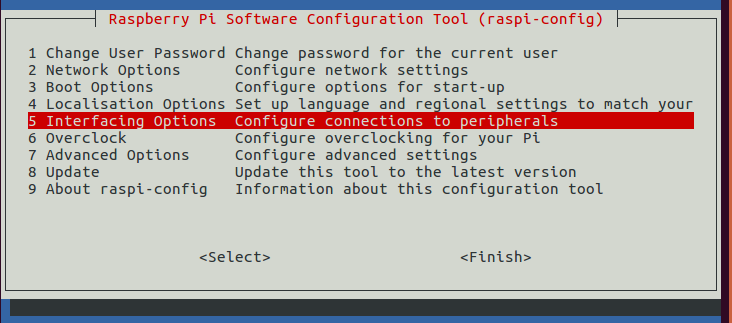 Raspberry Pi Software Configuration Tool (raspi-config)
1 Change User Password Change password for the current user
2 Network Options Configure network settings
3 Boot Options Configure options for start-up
4 Localisation Options Set up language and regional settings to match your
5 Interfacing Options Configure connections to peripherals
6 Overclock Configure overclocking for your Pi
7 Advanced Options Configure advanced settings
8 Update Update this tool to the latest version
9 About raspi-config Information about this configuration tool
<Select> <Finish>